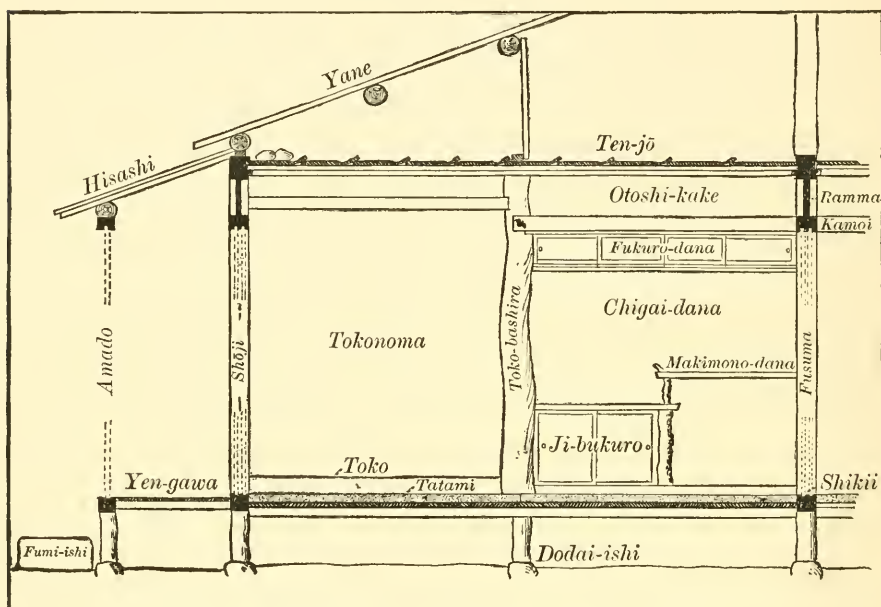 Yane
Ten-jō
Hisashi
Otoshi-kake
Ramma
Kamoi
Fukuro-dana
Amado
Shōji
Tokonoma
Toko-bashira
Chigai-dana
Makimono-dana
Fusuma
Ji-bukuro
Toko
Tatami
Yen-gawa
Shikii
Fumi-ishi
Dodai-ishi